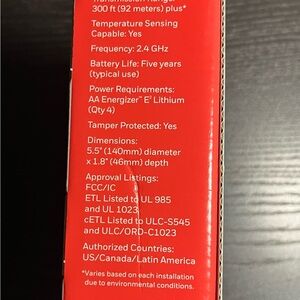 Transmission Range:
300 ft (92 meters) plus*
Temperature Sensing
Capable: Yes
Frequency: 2.4 GHz
Battery Life: Five years
(typical use)
Power Requirements:
AA Energizer™ E² Lithium
(Qty 4)
Tamper Protected: Yes
Dimensions:
5.5" (140mm) diameter
x 1.8" (46mm) depth
Approval Listings:
FCC/IC
ETL Listed to UL 985
and UL 1023
cETL Listed to ULC-S545
and ULC/ORD-C1023
Authorized Countries:
US/Canada/Latin America
*Varies based on each installation
due to environmental conditions.